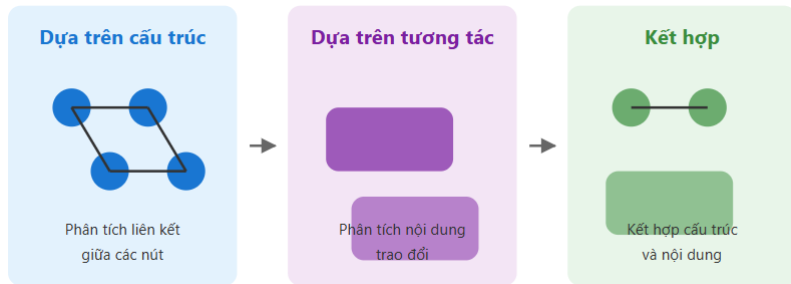 Dựa trên cấu trúc
Phân tích liên kết
giữa các nút
Dựa trên tương tác
Phân tích nội dung
trao đổi
Kết hợp
Kết hợp cấu trúc
và nội dung